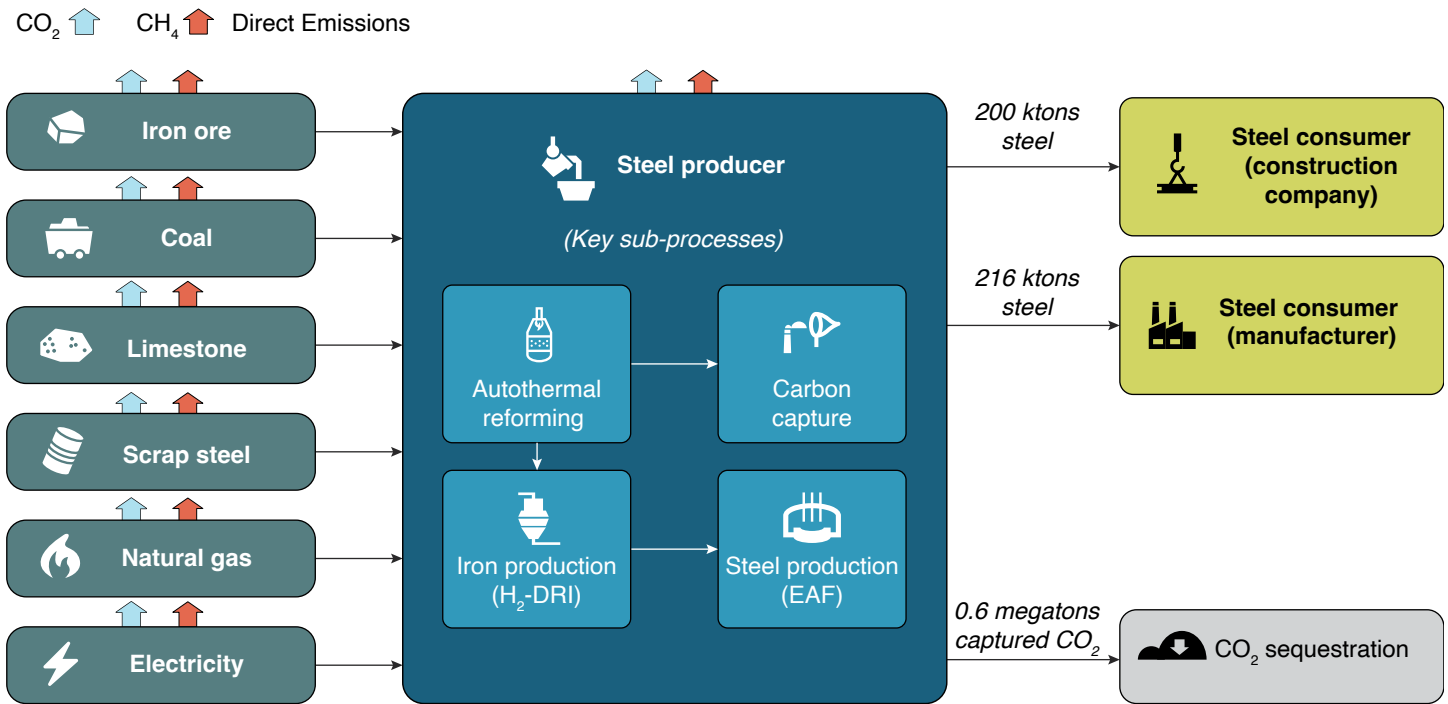 CO₂ CH₄ Direct Emissions
Iron ore
Coal
Limestone
Scrap steel
Natural gas
Electricity
Steel producer
(Key sub-processes)
Autothermal
reforming
Carbon
capture
Iron production
(H₂-DRI)
Steel production
(EAF)
200 ktons
steel
Steel consumer
(construction
company)
216 ktons
steel
Steel consumer
(manufacturer)
0.6 megatons
captured CO₂
CO₂ sequestration